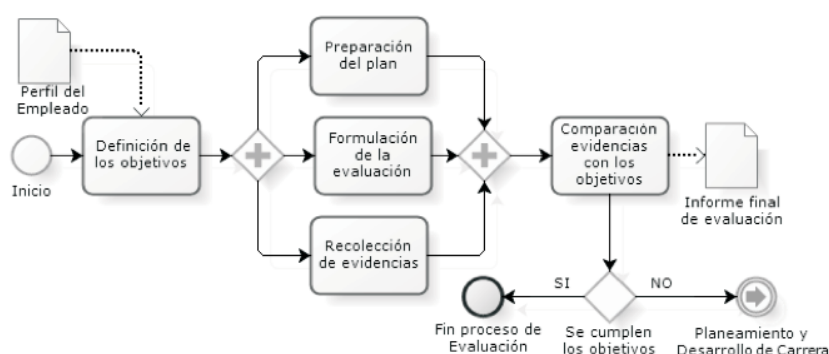 Perfil del
Empleado
Inicio
Definición de
los objetivos
Preparación
del plan
Formulación
de la
evaluación
Recolección
de evidencias
Comparación
evidencias
con los
objetivos
Informe final
de evaluación
SI
NO
Fin proceso de
Evaluación
Se cumplen
los objetivos
Planeamiento y
Desarrollo de Carrera